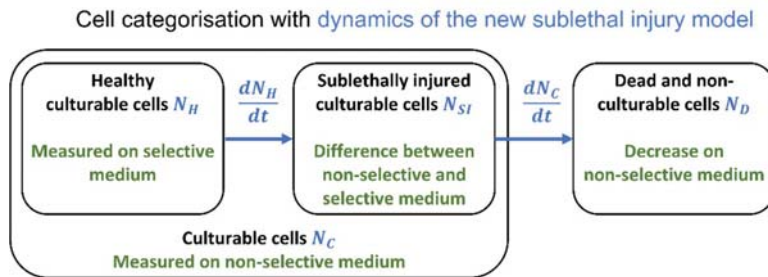 Cell categorisation with dynamics of the new sublethal injury model
Healthy
culturable cells N_H
Measured on selective
medium
dN_H/dt
Sublethally injured
culturable cells N_SI
Difference between
non-selective and
selective medium
dN_C/dt
Dead and non-
culturable cells N_D
Decrease on
non-selective medium
Culturable cells N_C
Measured on non-selective medium